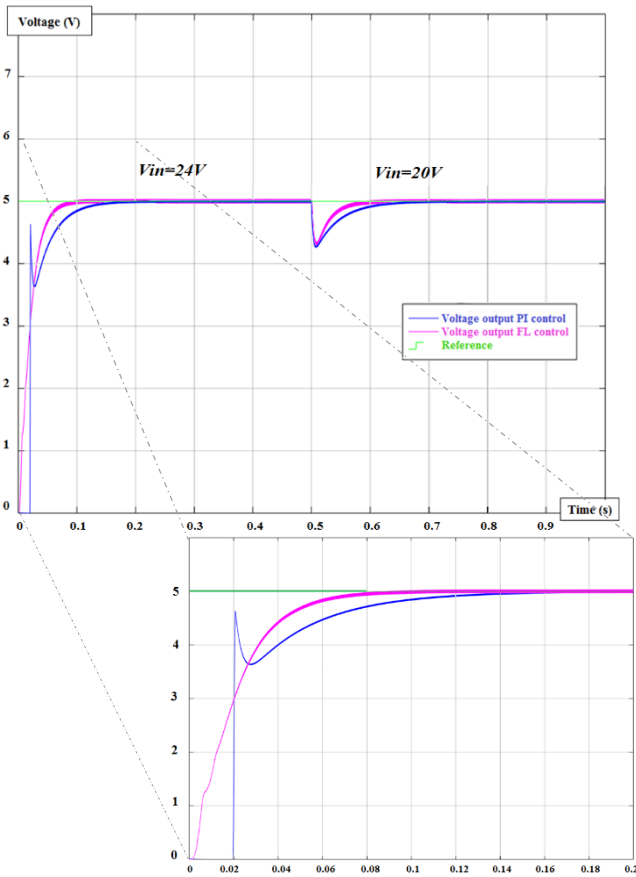 Voltage (V)
7
6
Vin=24V
Vin=20V
5
4
Voltage output PI control
Voltage output FL control
Reference
3
2
1
0
Time (s)
0 0.1 0.2 0.3 0.4 0.5 0.6 0.7 0.8 0.9
5
4
3
2
1
0
0 0.02 0.04 0.06 0.08 0.1 0.12 0.14 0.16 0.18 0.2